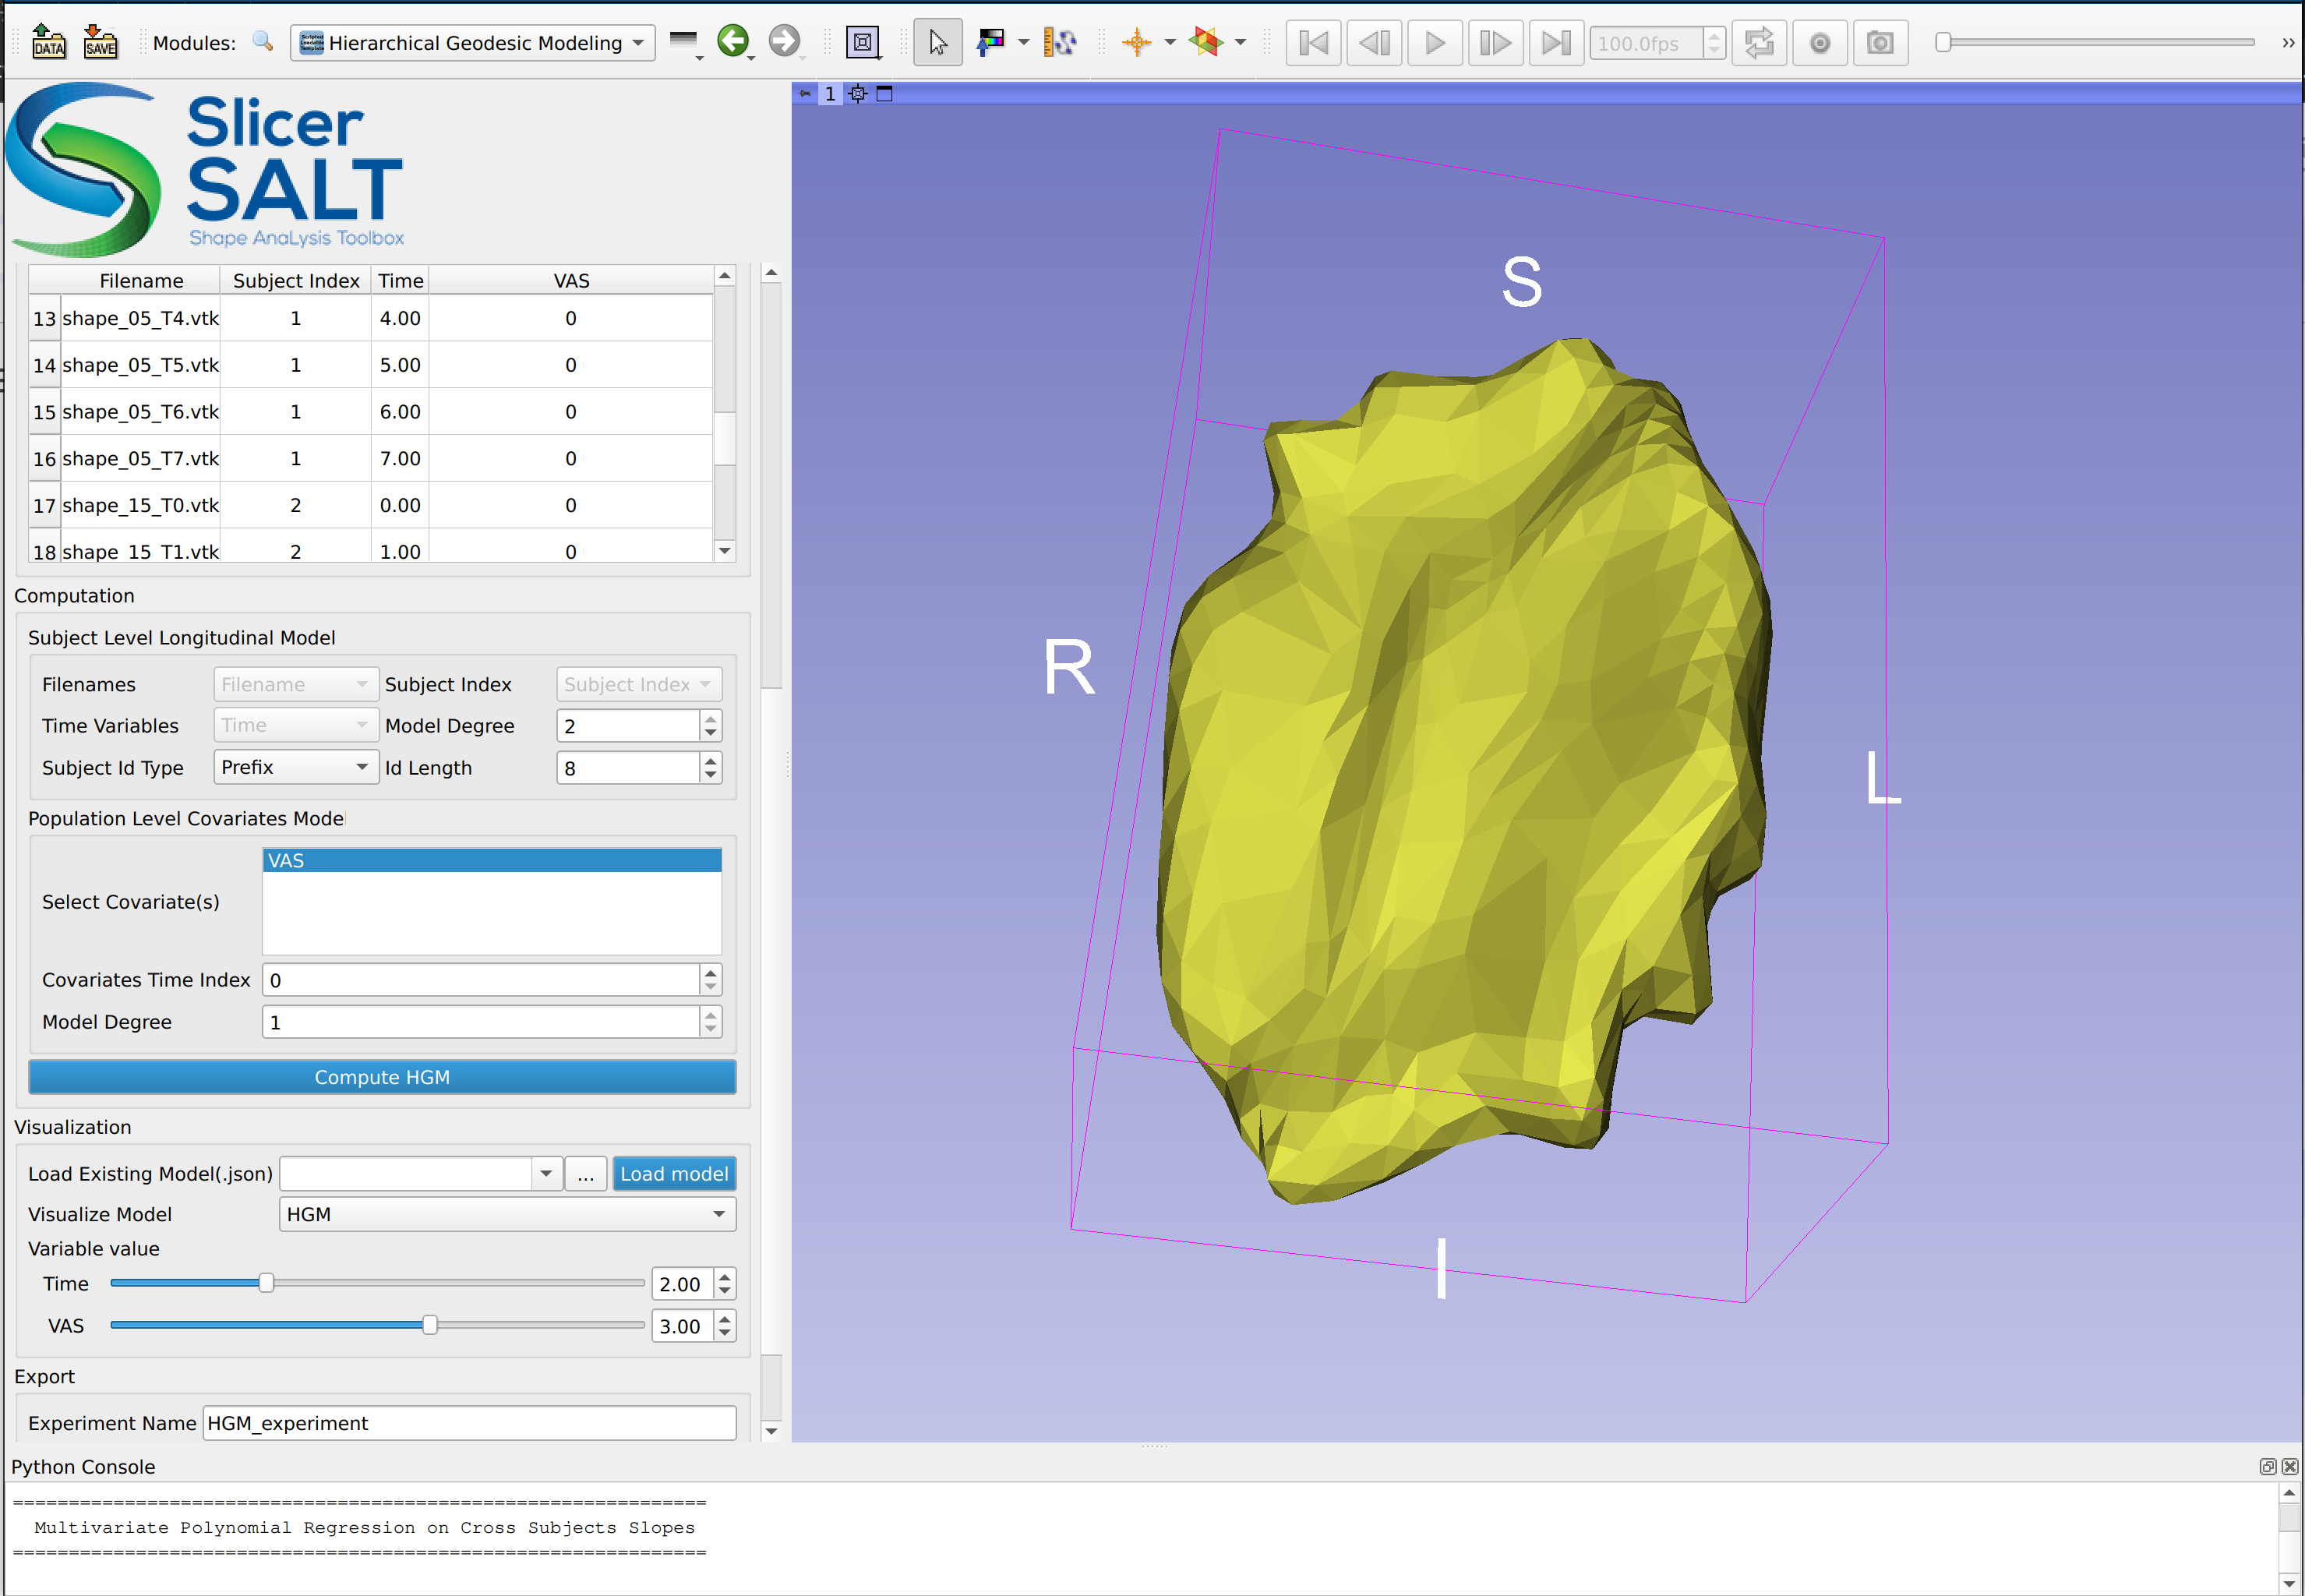 DATA
SAVE
Modules:
Hierarchical Geodesic Modeling
100.0fps
»
Slicer
SALT
Shape AnaLysis Toolbox
1
Filename Subject Index Time VAS
13 shape_05_T4.vtk 1 4.00 0
14 shape_05_T5.vtk 1 5.00 0
15 shape_05_T6.vtk 1 6.00 0
16 shape_05_T7.vtk 1 7.00 0
17 shape_15_T0.vtk 2 0.00 0
18 shape_15_T1.vtk 2 1.00 0
Computation
Subject Level Longitudinal Model
Filenames Filename Subject Index Subject Index
Time Variables Time Model Degree 2
Subject Id Type Prefix Id Length 8
Population Level Covariates Mode
Select Covariate(s) VAS
Covariates Time Index 0
Model Degree 1
Compute HGM
Visualization
Load Existing Model(.json) ... Load model
Visualize Model HGM
Variable value
Time 2.00
VAS 3.00
Export
Experiment Name HGM_experiment
S
R
L
I
Python Console
==============================================================
Multivariate Polynomial Regression on Cross Subjects Slopes
==============================================================